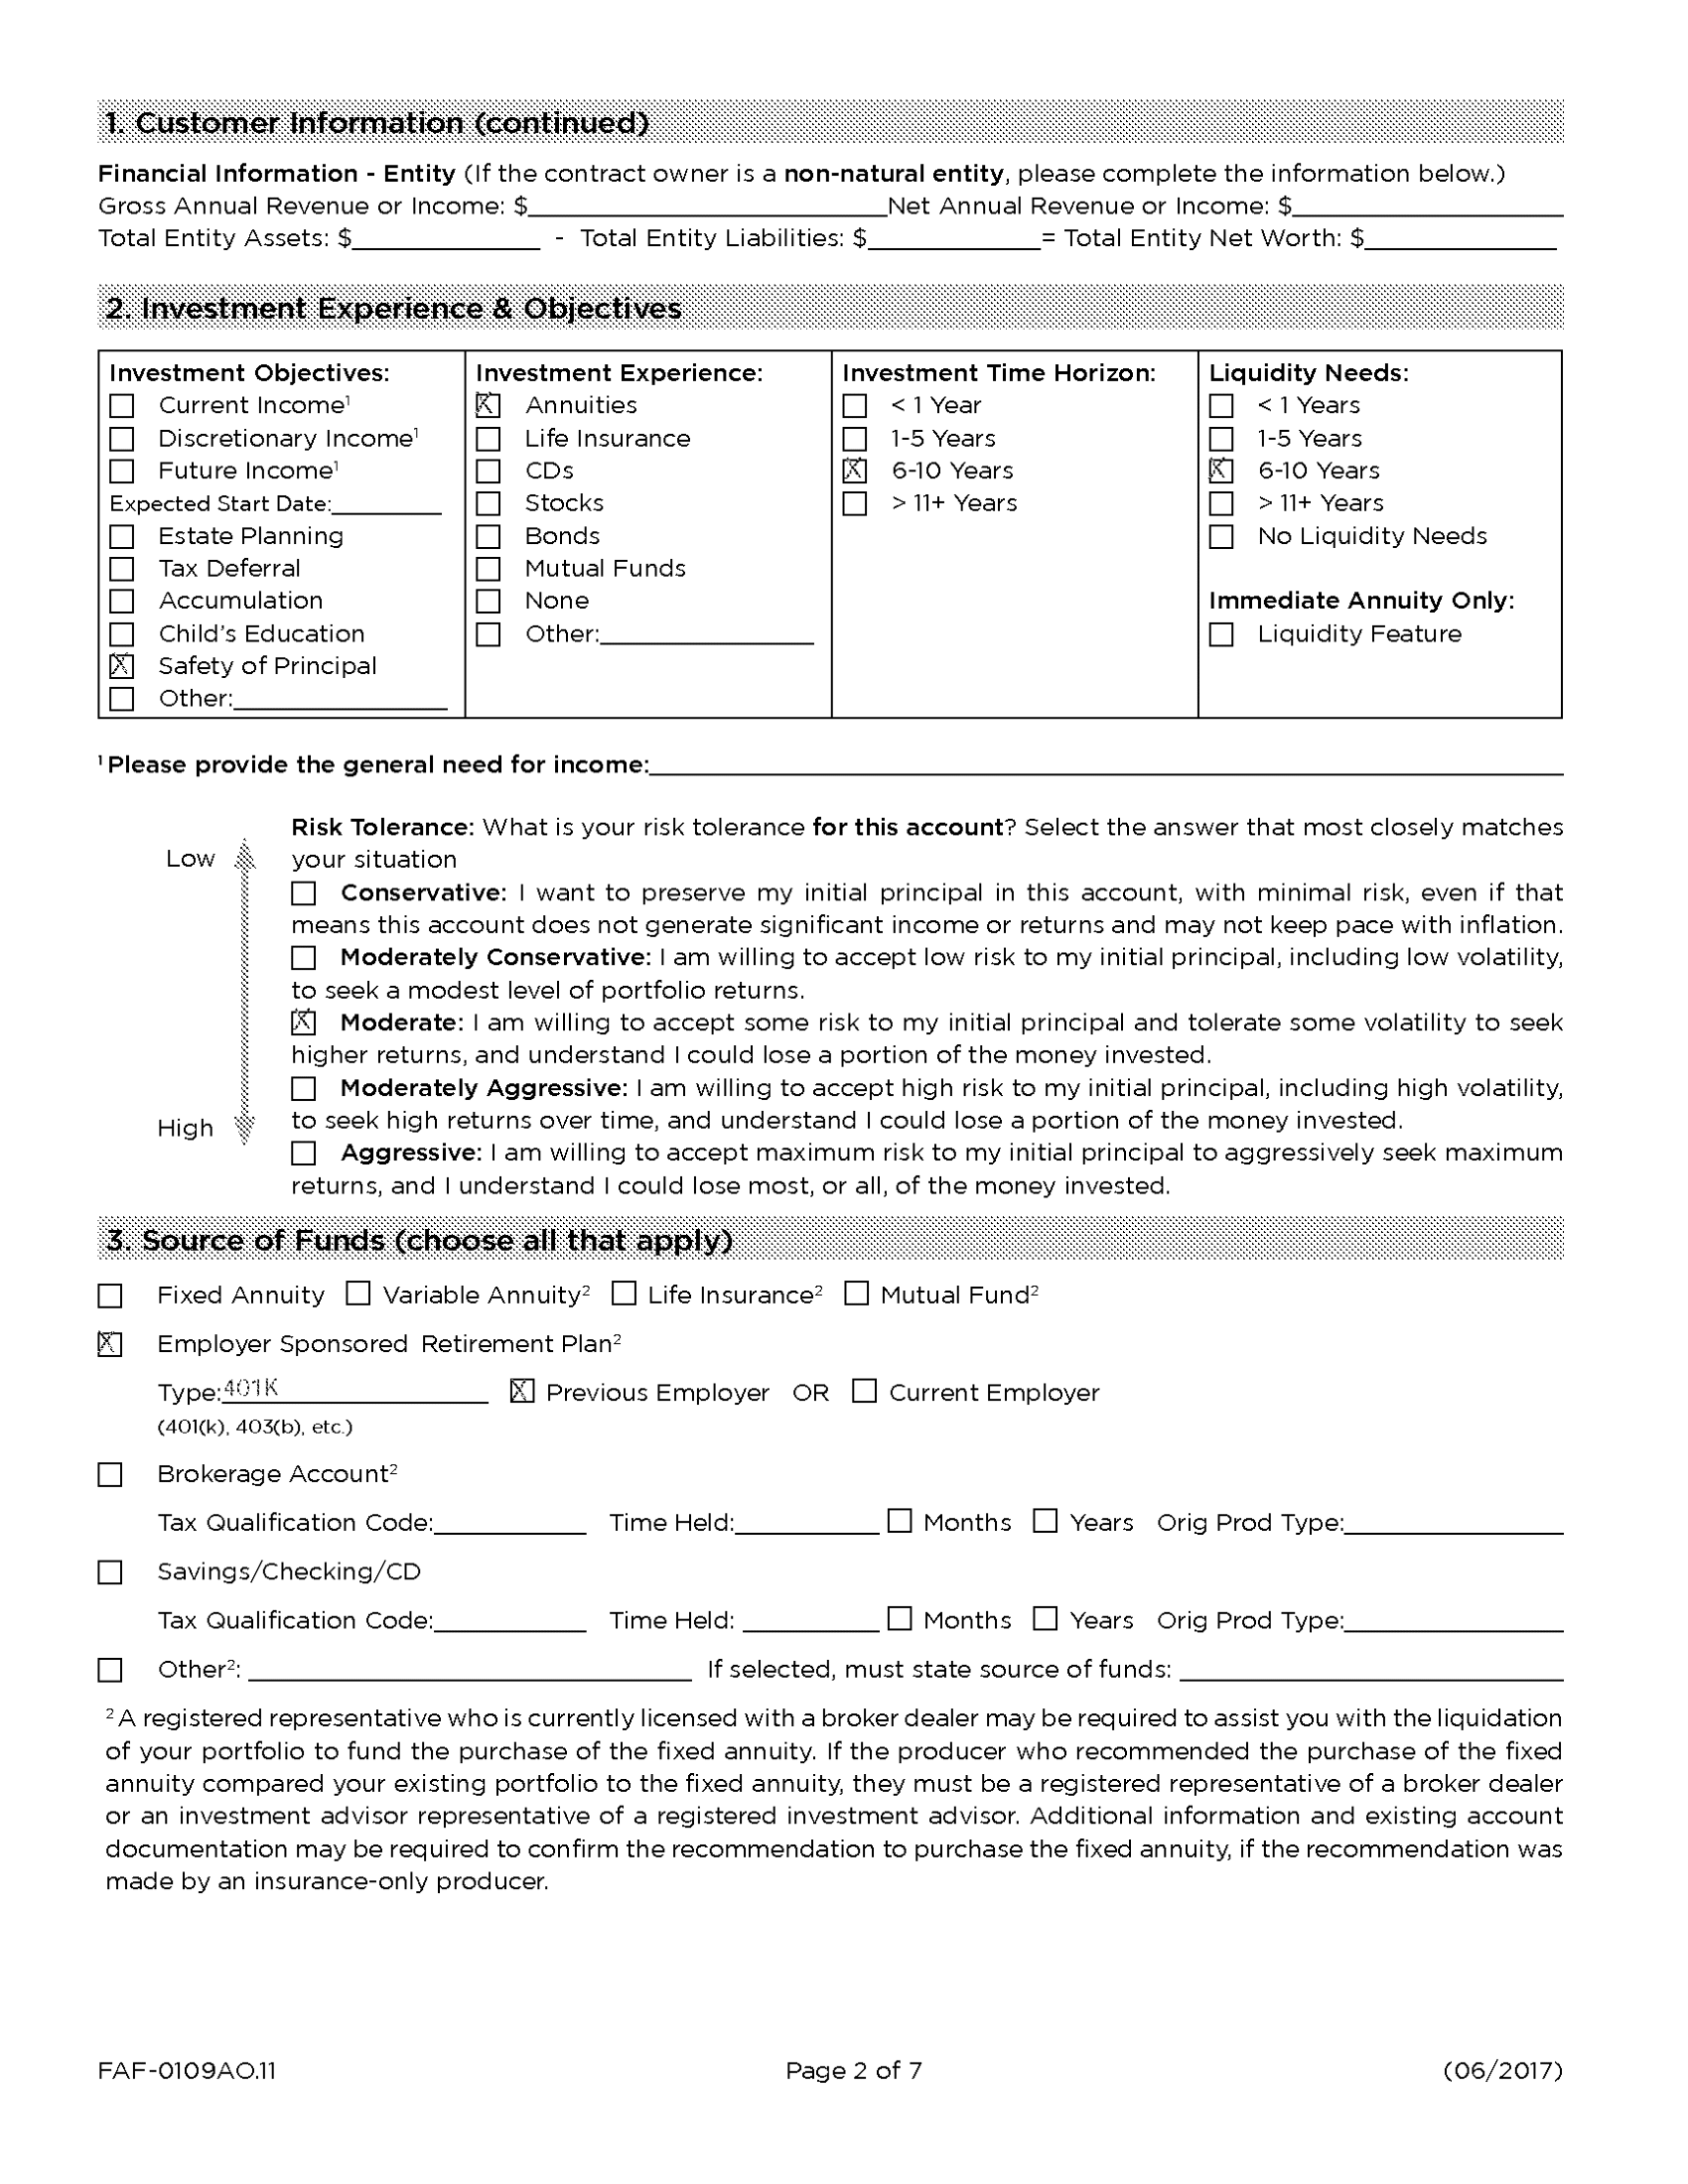 1. Customer Information (continued)
Financial Information - Entity (If the contract owner is a non-natural entity, please complete the information below.)
Gross Annual Revenue or Income: $____ Net Annual Revenue or Income: $____
Total Entity Assets: $____ - Total Entity Liabilities: $____= Total Entity Net Worth: $____
2. Investment Experience & Objectives
Investment Objectives:
☐ Current Income¹
☐ Discretionary Income¹
☐ Future Income¹
Expected Start Date:____
☐ Estate Planning
☐ Tax Deferral
☐ Accumulation
☐ Child's Education
☒ Safety of Principal
☐ Other:____
Investment Experience:
☒ Annuities
☐ Life Insurance
☐ CDs
☐ Stocks
☐ Bonds
☐ Mutual Funds
☐ None
☐ Other:____
Investment Time Horizon:
☐ < 1 Year
☐ 1-5 Years
☒ 6-10 Years
☐ > 11+ Years
Liquidity Needs:
☐ < 1 Years
☐ 1-5 Years
☒ 6-10 Years
☐ > 11+ Years
☐ No Liquidity Needs
Immediate Annuity Only:
☐ Liquidity Feature
¹ Please provide the general need for income:____
Low
High
Risk Tolerance: What is your risk tolerance for this account? Select the answer that most closely matches
your situation
☐ Conservative: I want to preserve my initial principal in this account, with minimal risk, even if that
means this account does not generate significant income or returns and may not keep pace with inflation.
☐ Moderately Conservative: I am willing to accept low risk to my initial principal, including low volatility,
to seek a modest level of portfolio returns.
☒ Moderate: I am willing to accept some risk to my initial principal and tolerate some volatility to seek
higher returns, and understand I could lose a portion of the money invested.
☐ Moderately Aggressive: I am willing to accept high risk to my initial principal, including high volatility,
to seek high returns over time, and understand I could lose a portion of the money invested.
☐ Aggressive: I am willing to accept maximum risk to my initial principal to aggressively seek maximum
returns, and I understand I could lose most, or all, of the money invested.
3. Source of Funds (choose all that apply)
☐ Fixed Annuity ☐ Variable Annuity² ☐ Life Insurance² ☐ Mutual Fund²
☒ Employer Sponsored Retirement Plan²
Type: 401K ☒ Previous Employer OR ☐ Current Employer
(401(k), 403(b), etc.)
☐ Brokerage Account²
Tax Qualification Code:____ Time Held:____ ☐ Months ☐ Years Orig Prod Type:____
☐ Savings/Checking/CD
Tax Qualification Code:____ Time Held: ____ ☐ Months ☐ Years Orig Prod Type:____
☐ Other²: ____ If selected, must state source of funds: ____
² A registered representative who is currently licensed with a broker dealer may be required to assist you with the liquidation
of your portfolio to fund the purchase of the fixed annuity. If the producer who recommended the purchase of the fixed
annuity compared your existing portfolio to the fixed annuity, they must be a registered representative of a broker dealer
or an investment advisor representative of a registered investment advisor. Additional information and existing account
documentation may be required to confirm the recommendation to purchase the fixed annuity, if the recommendation was
made by an insurance-only producer.
FAF-0109AO.11 Page 2 of 7 (06/2017)